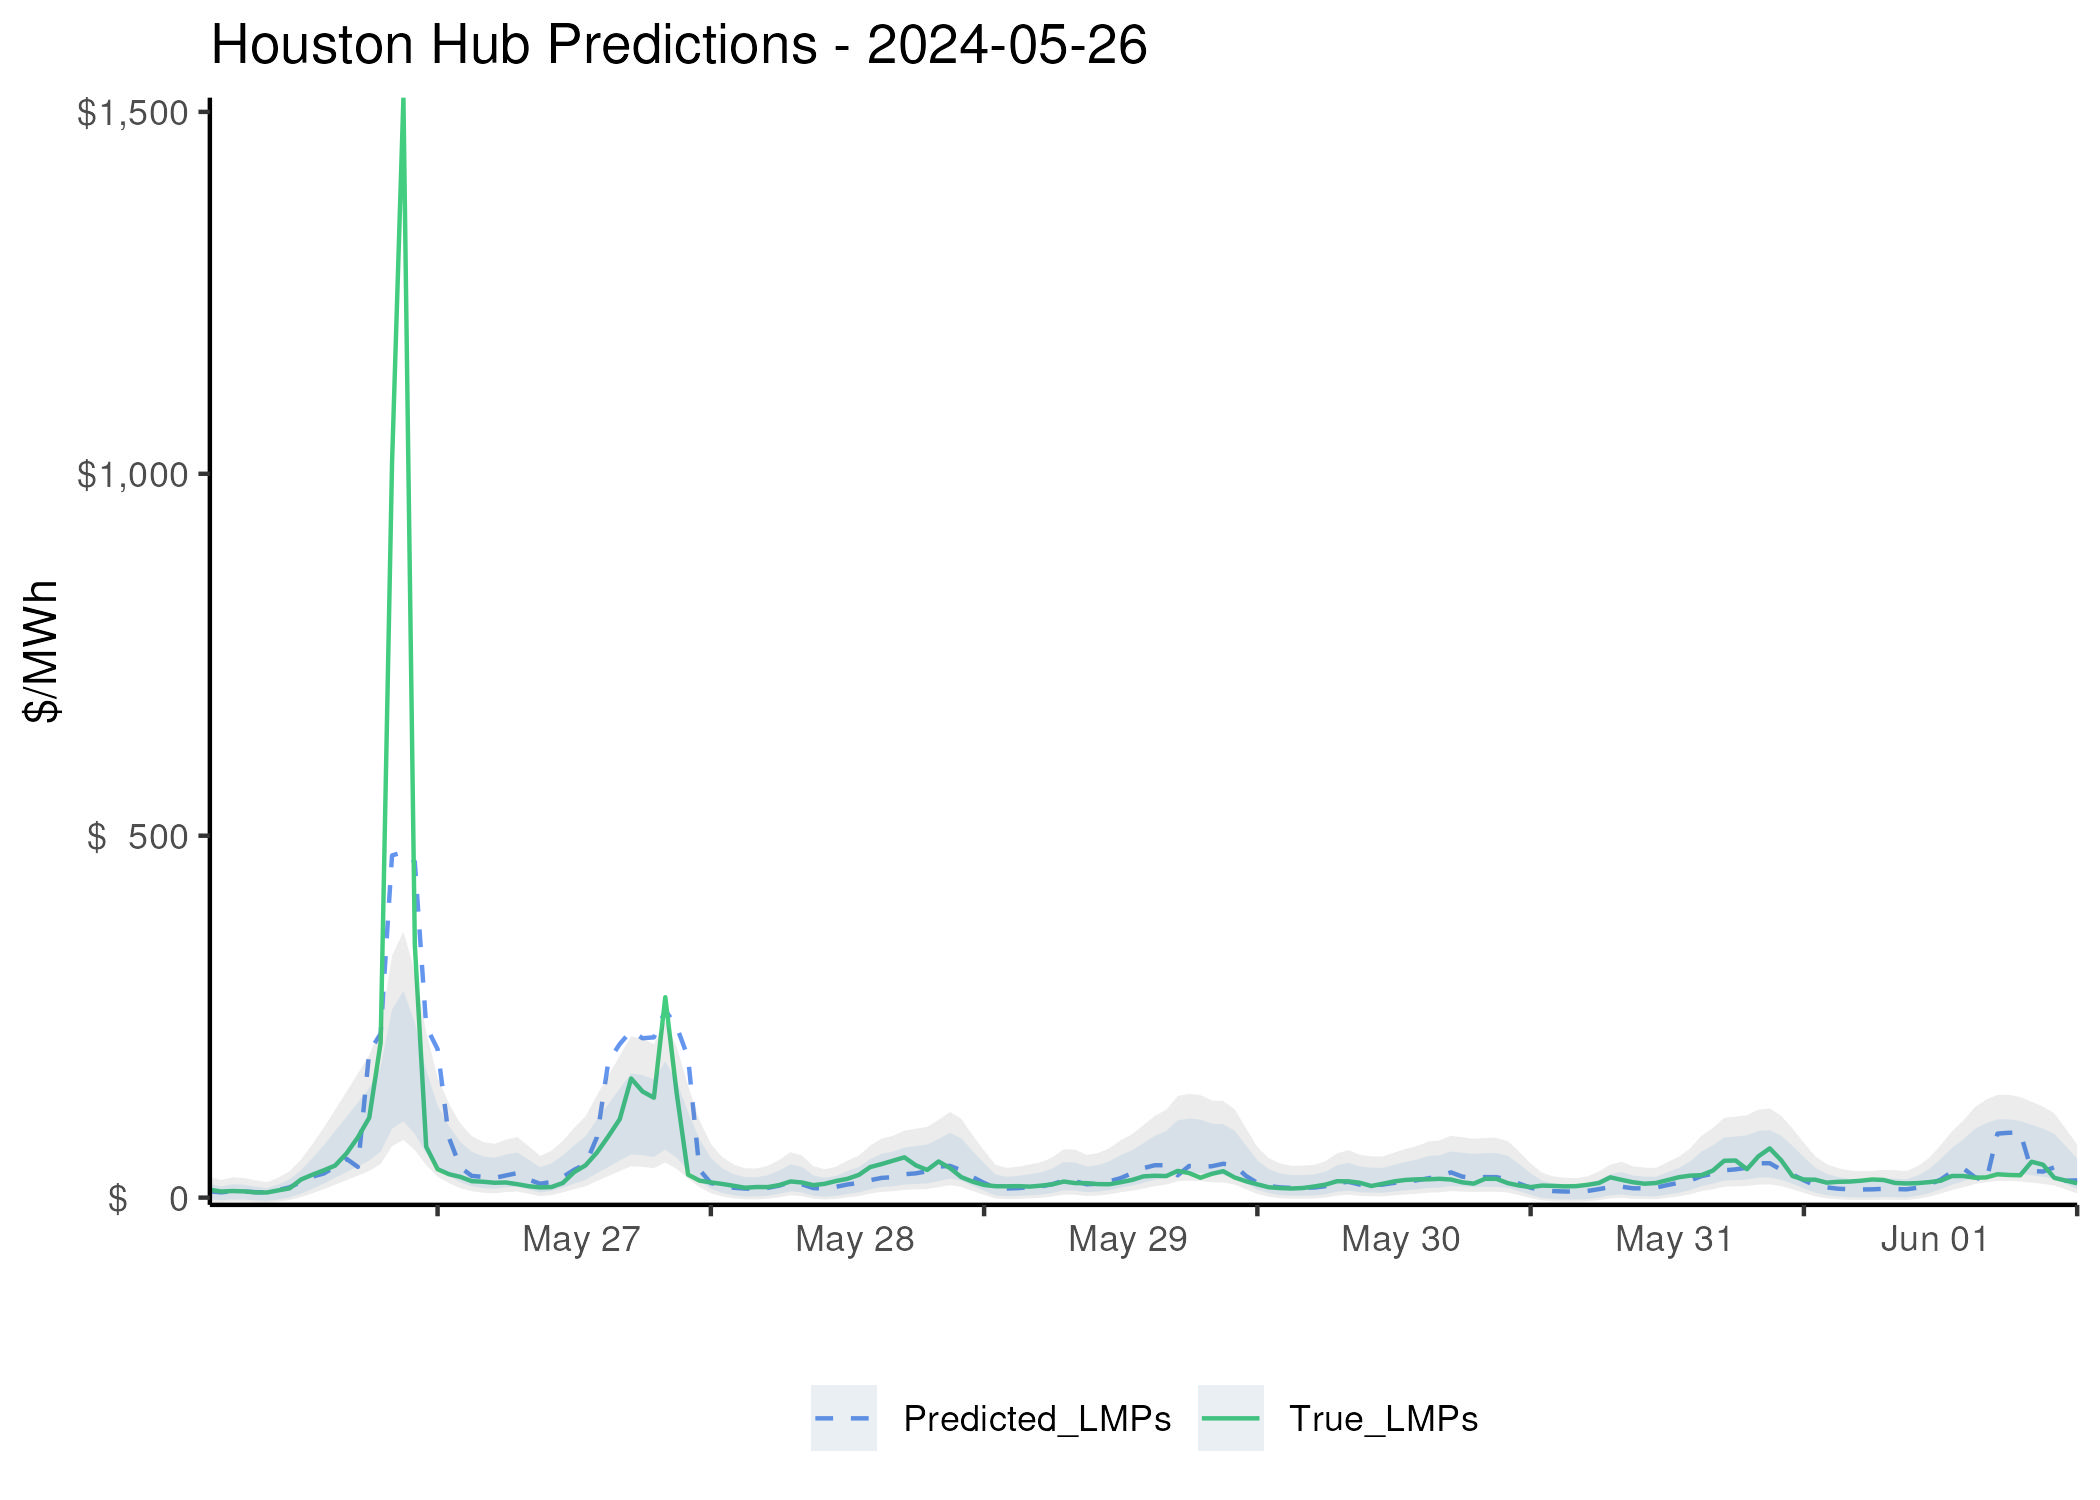 Houston Hub Predictions - 2024-05-26
$1,500
$1,000
$ 500
$ 0
$/MWh
May 27 May 28 May 29 May 30 May 31 Jun 01
Predicted_LMPs True_LMPs